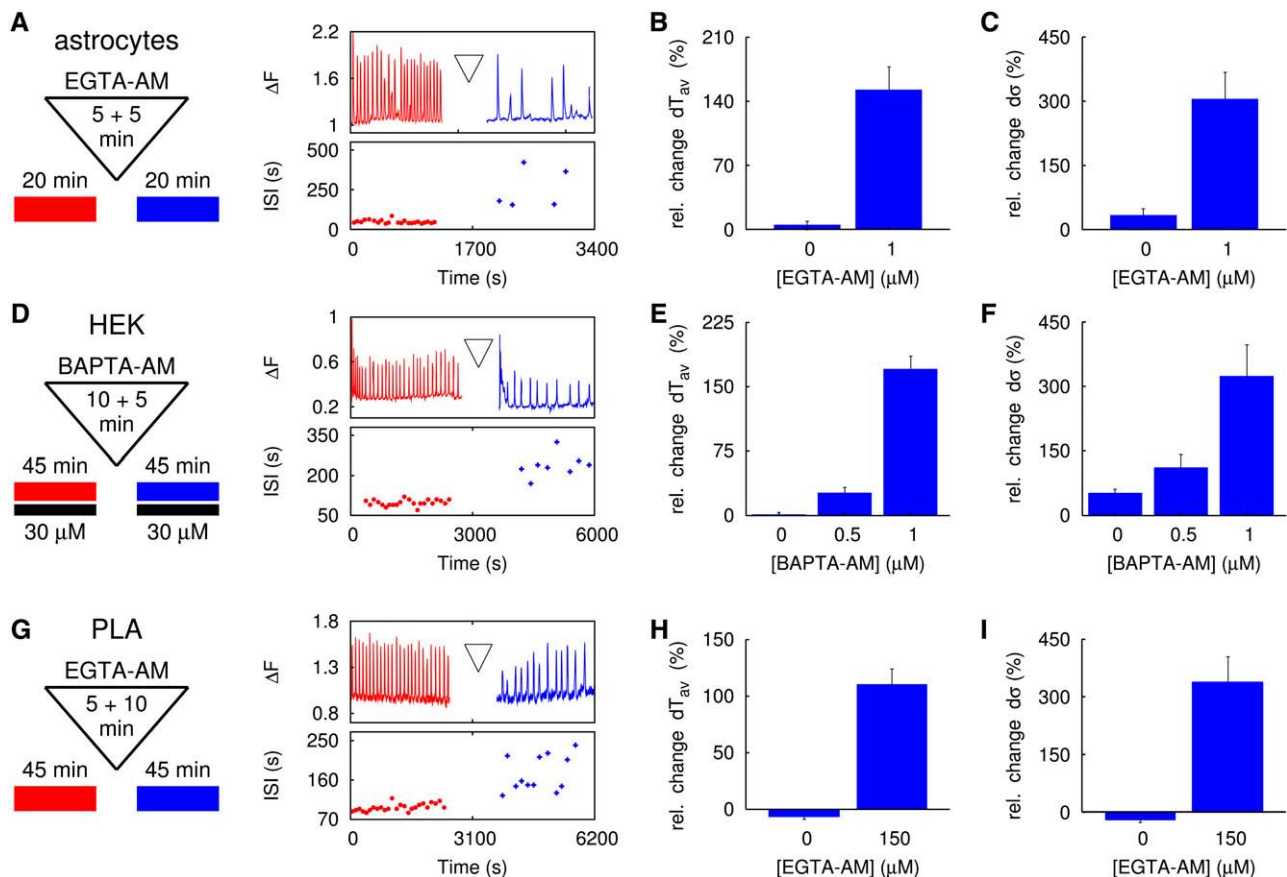 A
astrocytes
EGTA-AM
5 + 5
min
20 min
20 min
ΔF
2.2
1.6
1
ISI (s)
500
250
0
0
1700
3400
Time (s)
B
rel. change dT_av (%)
210
140
70
0
0
1
[EGTA-AM] (μM)
C
rel. change dσ (%)
450
300
150
0
0
1
[EGTA-AM] (μM)
D
HEK
BAPTA-AM
10 + 5
min
45 min
45 min
30 μM
30 μM
ΔF
1
0.6
0.2
ISI (s)
350
200
50
0
3000
6000
Time (s)
E
rel. change dT_av (%)
225
150
75
0
0
0.5
1
[BAPTA-AM] (μM)
F
rel. change dσ (%)
450
300
150
0
0
0.5
1
[BAPTA-AM] (μM)
G
PLA
EGTA-AM
5 + 10
min
45 min
45 min
ΔF
1.8
1.3
0.8
ISI (s)
250
160
70
0
3100
6200
Time (s)
H
rel. change dT_av (%)
150
100
50
0
0
150
[EGTA-AM] (μM)
I
rel. change dσ (%)
450
300
150
0
0
150
[EGTA-AM] (μM)